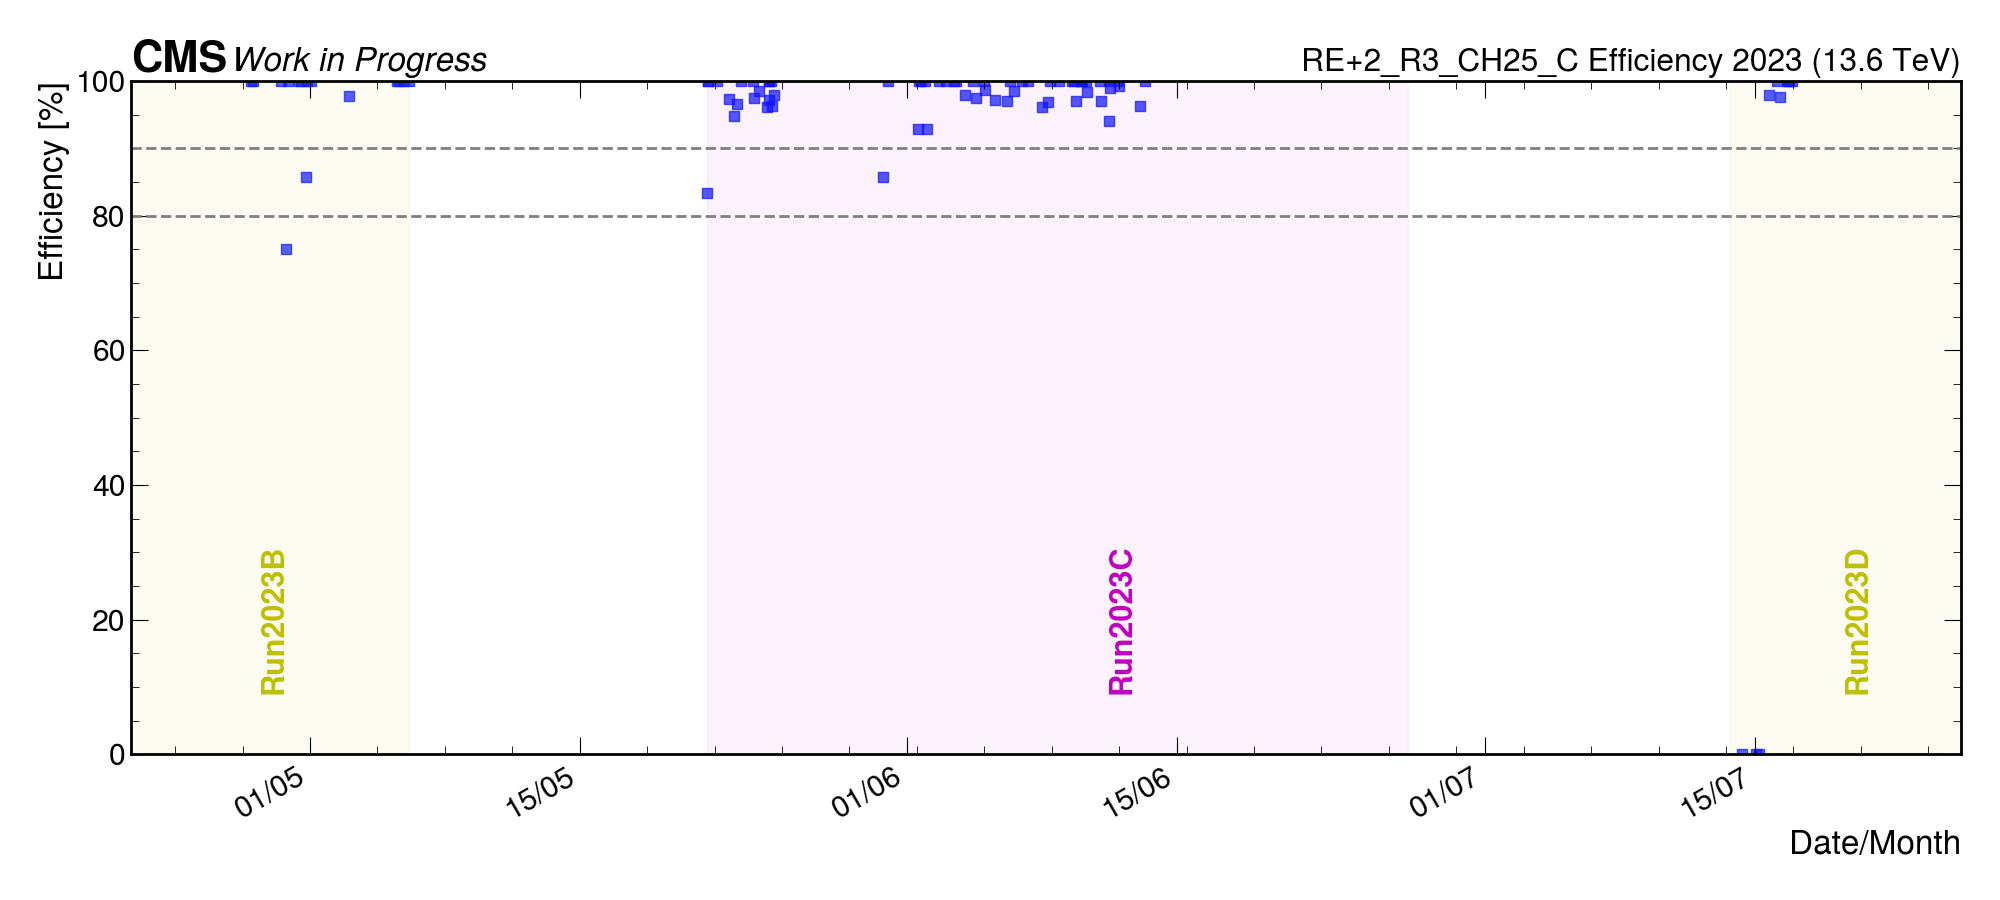 CMS Work in Progress
RE+2_R3_CH25_C Efficiency 2023 (13.6 TeV)
Efficiency [%]
100
80
60
40
20
0
Run2023B
Run2023C
Run2023D
01/05
15/05
01/06
15/06
01/07
15/07
Date/Month